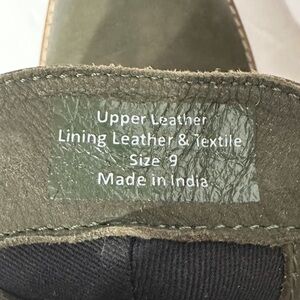 Upper Leather
Lining Leather & Textile
Size 9
Made in India